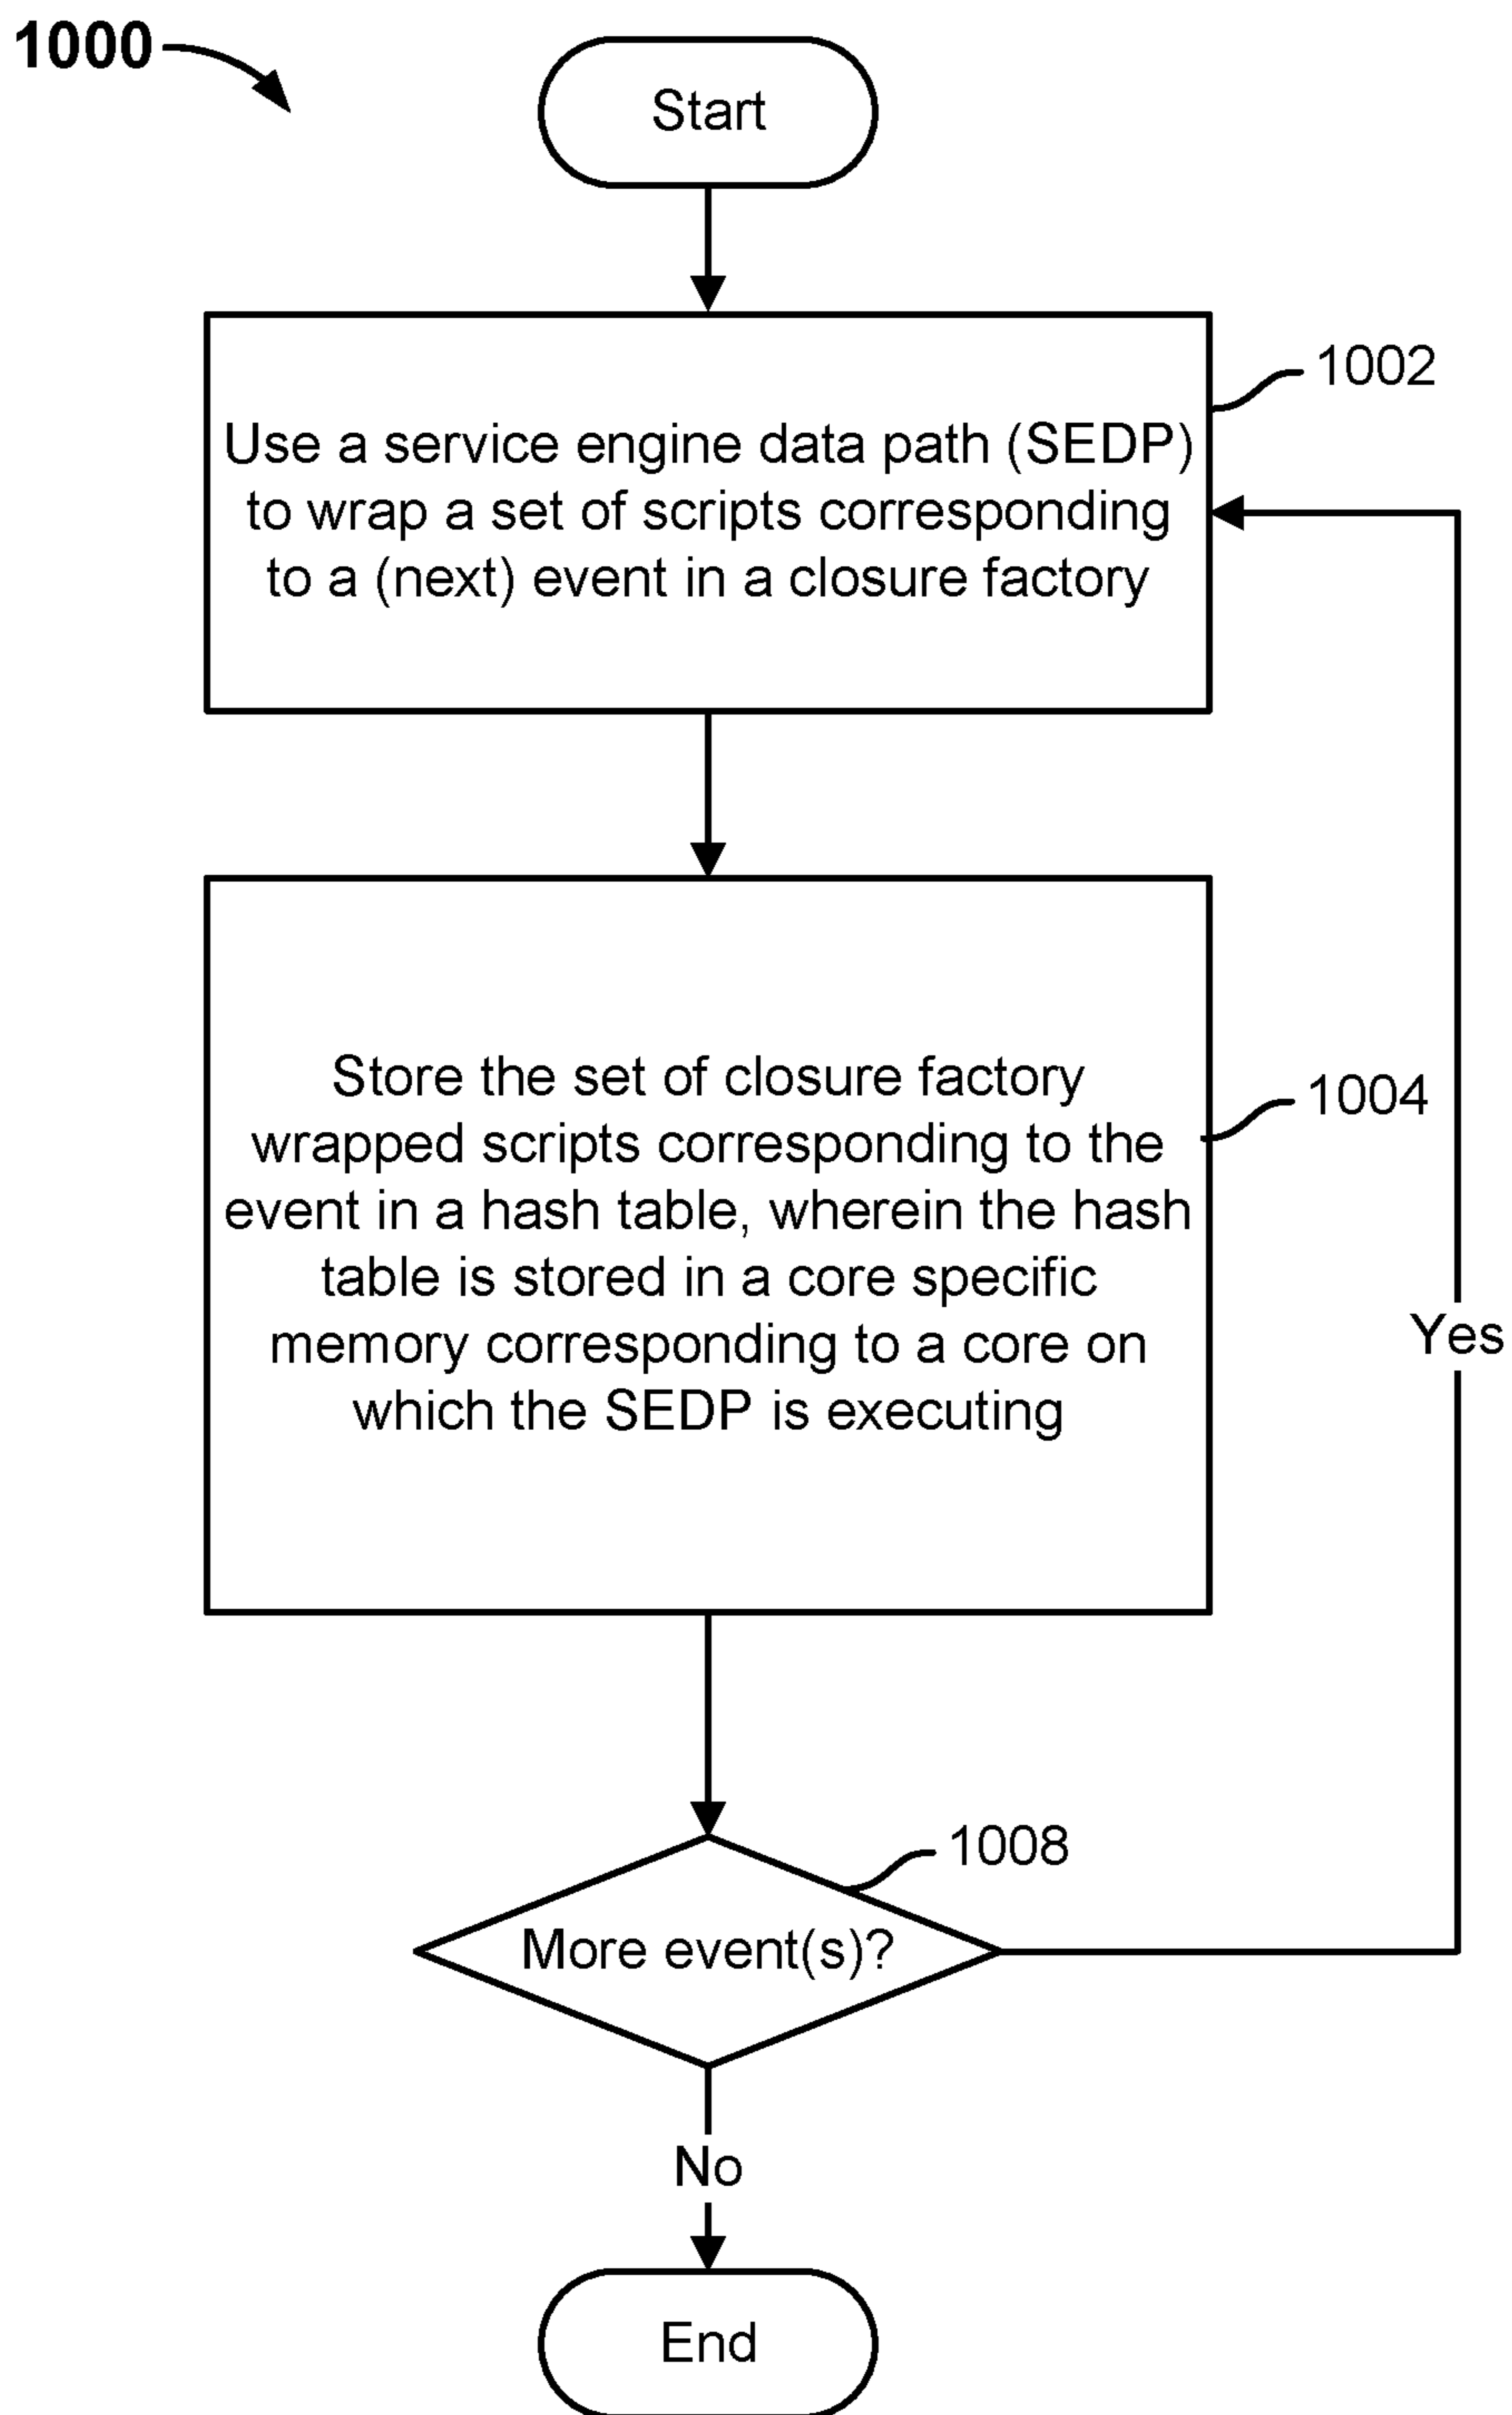 1000
Start
1002
Use a service engine data path (SEDP)
to wrap a set of scripts corresponding
to a (next) event in a closure factory
1004
Store the set of closure factory
wrapped scripts corresponding to the
event in a hash table, wherein the hash
table is stored in a core specific
memory corresponding to a core on
which the SEDP is executing
Yes
1008
More event(s)?
No
End